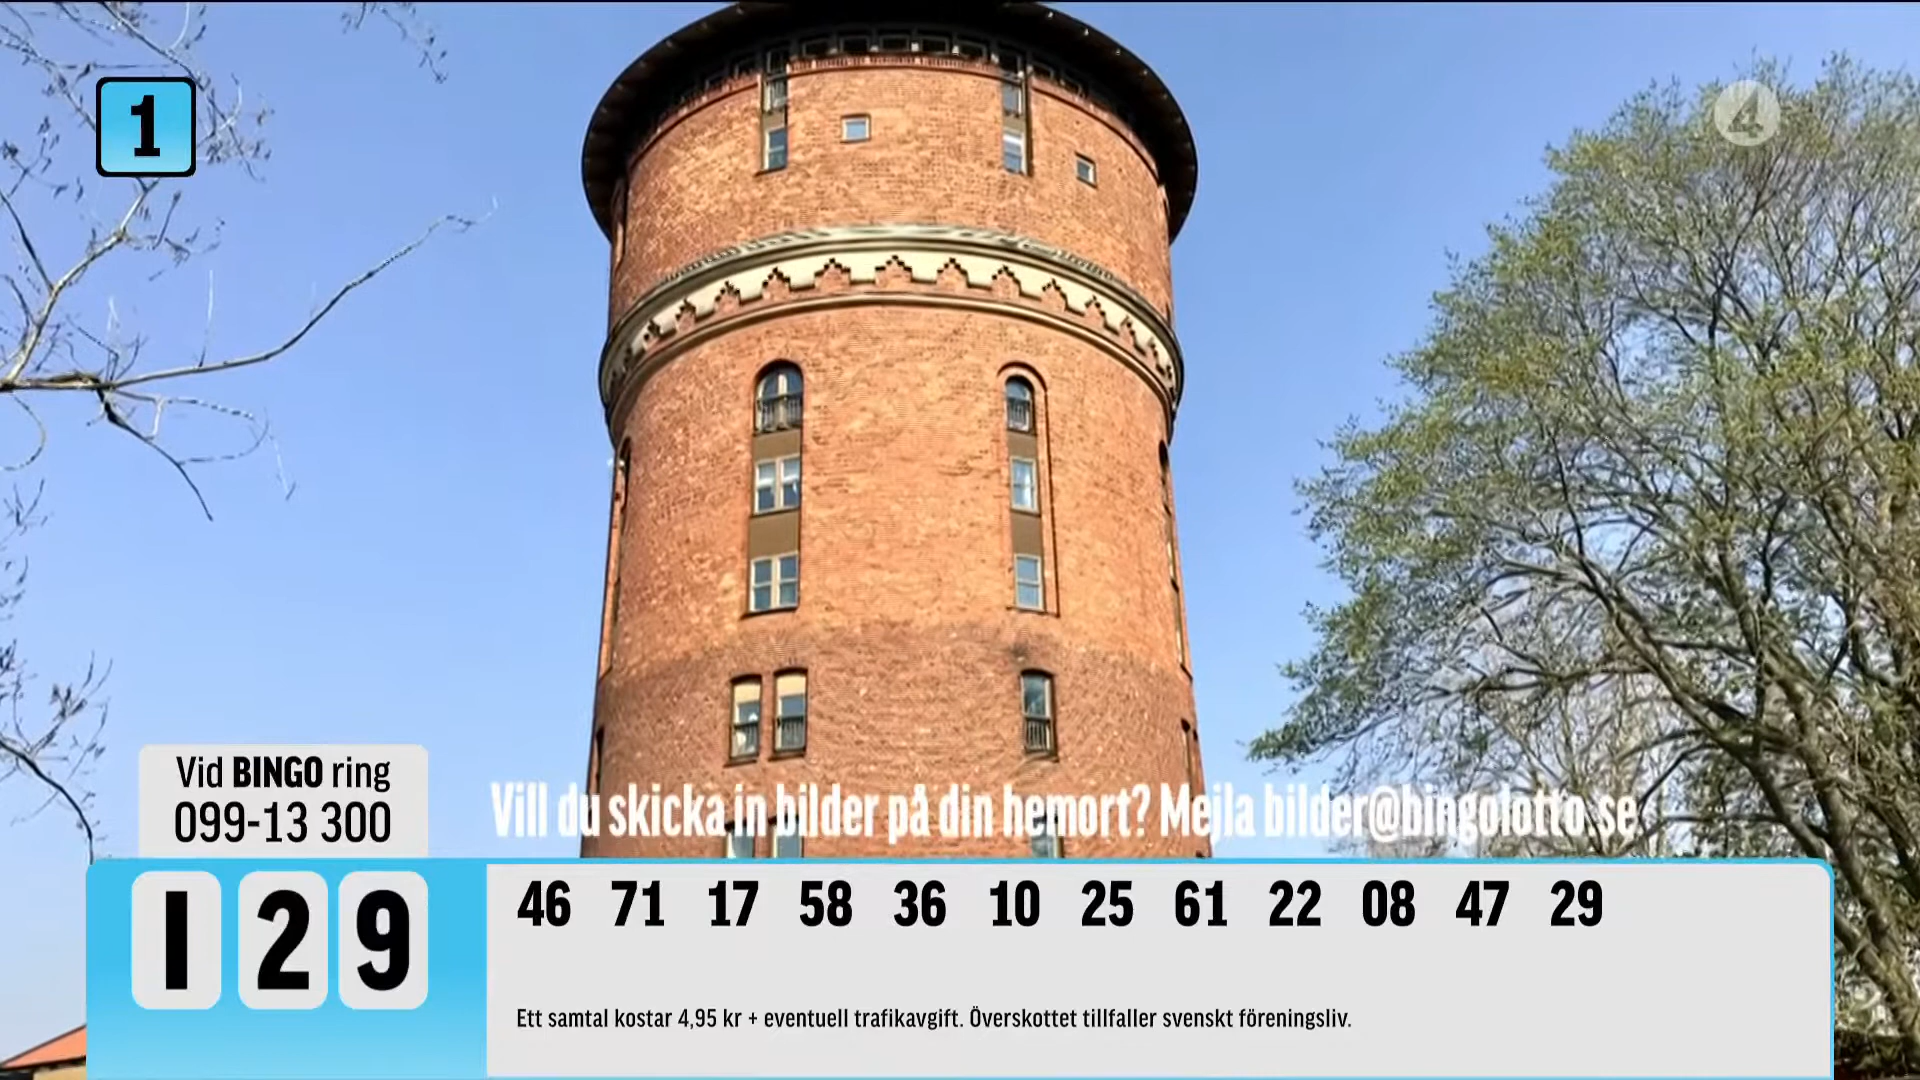 1
4
Vid BINGO ring
099-13 300
Vill du skicka in bilder på din hemort? Mejla bilder@bingolotto.se
I 29
46 71 17 58 36 10 25 61 22 08 47 29
Ett samtal kostar 4,95 kr + eventuell trafikavgift. Överskottet tillfaller svenskt föreningsliv.